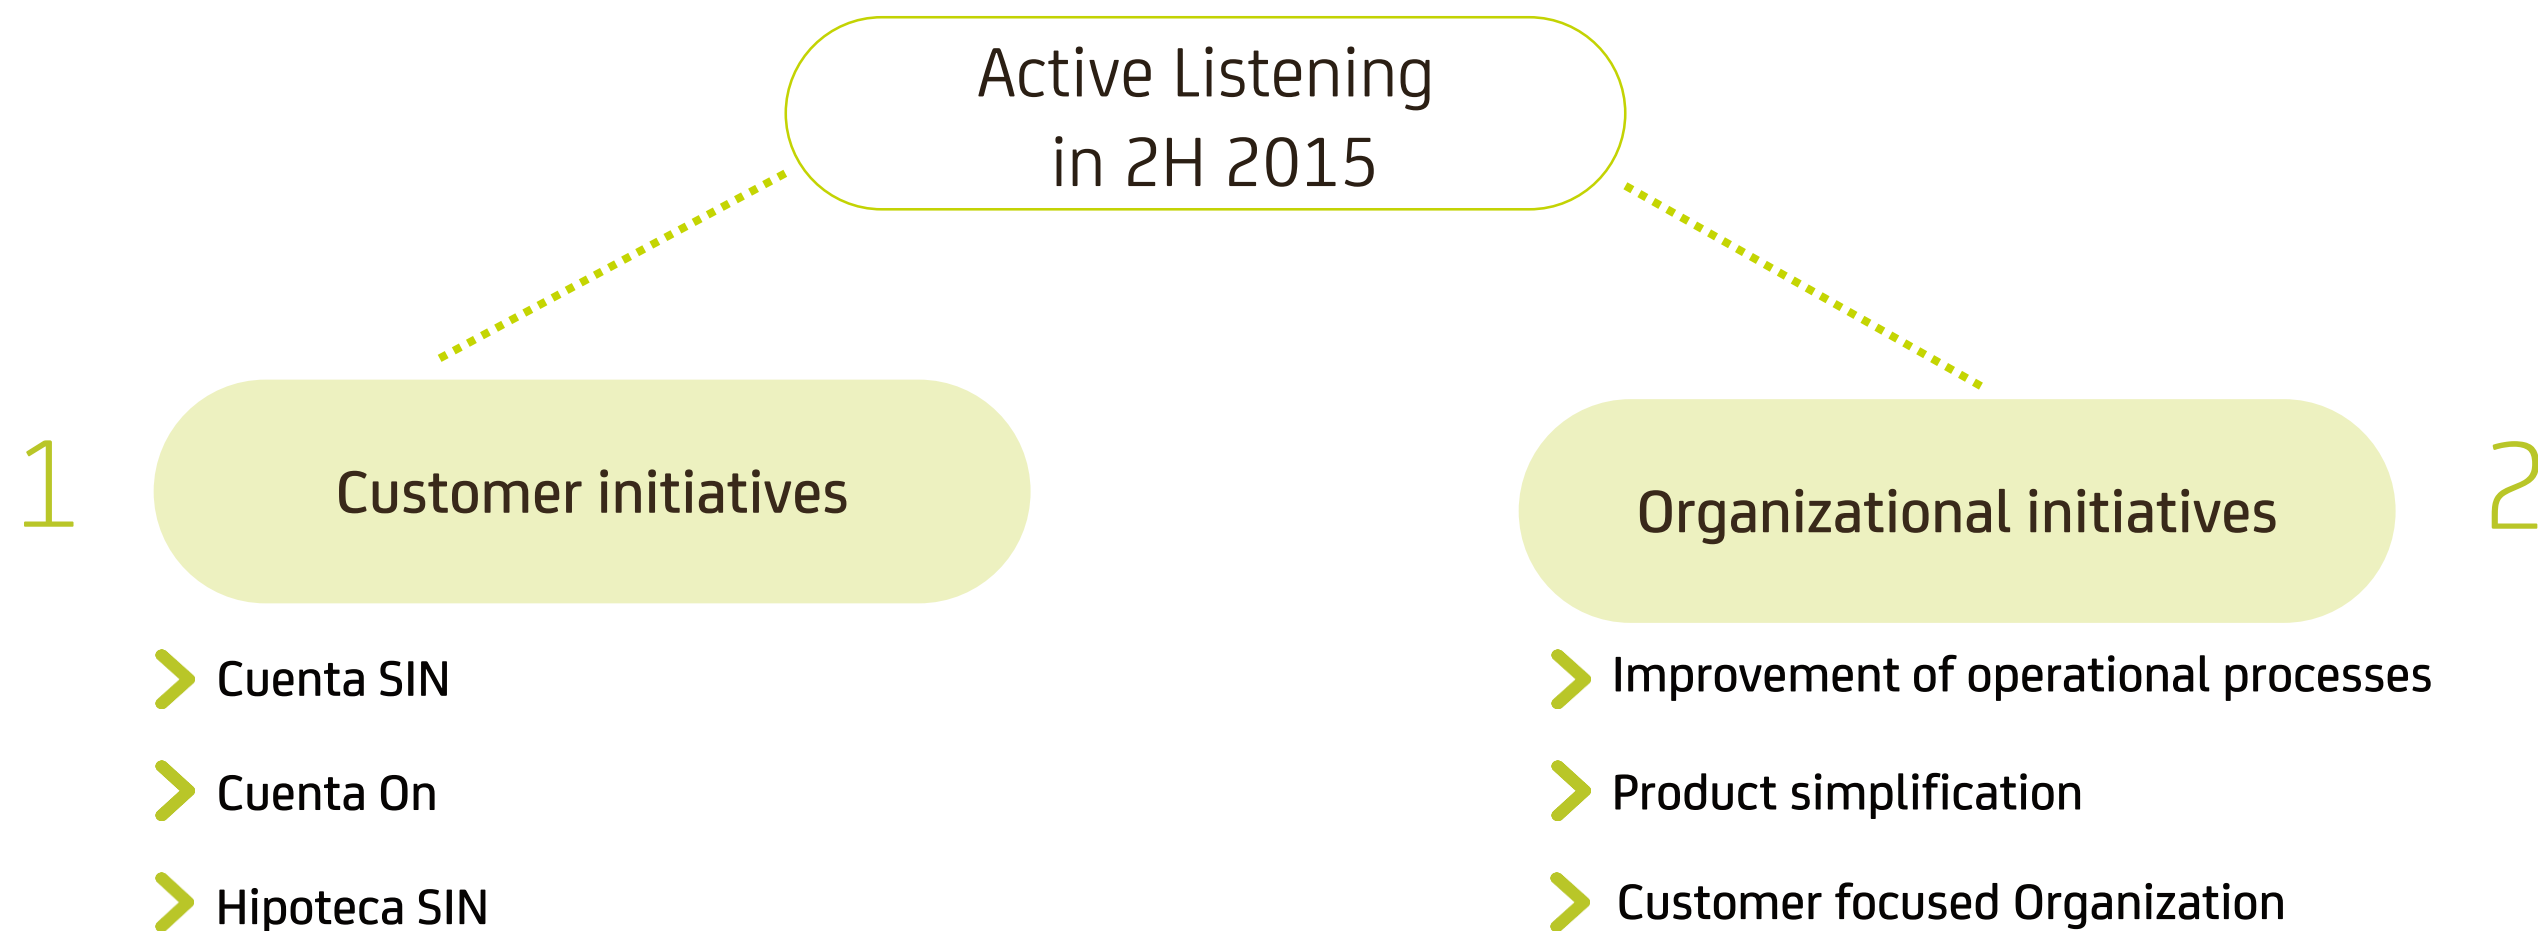 Active Listening
in 2H 2015
1
Customer initiatives
Cuenta SIN
Cuenta On
Hipoteca SIN
2
Organizational initiatives
Improvement of operational processes
Product simplification
Customer focused Organization